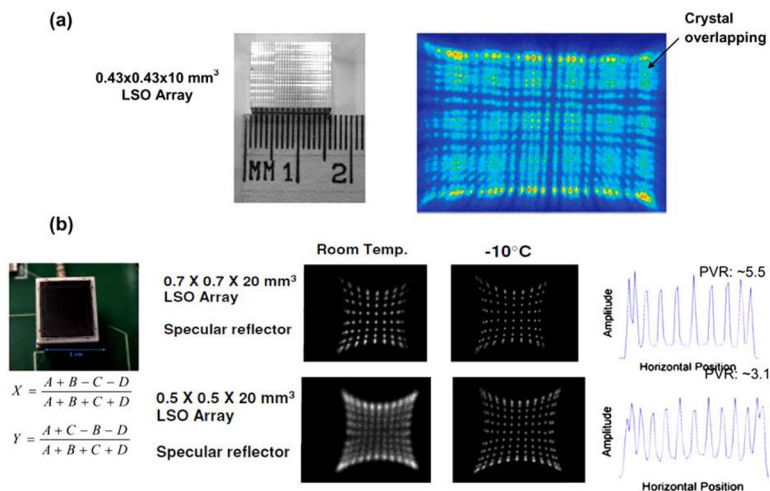 (a)
Crystal
overlapping
0.43x0.43x10 mm³
LSO Array
MM 1 2
(b)
Room Temp.
-10°C
PVR: ~5.5
0.7 X 0.7 X 20 mm³
LSO Array
Specular reflector
Amplitude
Horizontal Position
1 cm
X = (A + B − C − D) / (A + B + C + D)
Y = (A + C − B − D) / (A + B + C + D)
PVR: ~3.1
0.5 X 0.5 X 20 mm³
LSO Array
Specular reflector
Amplitude
Horizontal Position